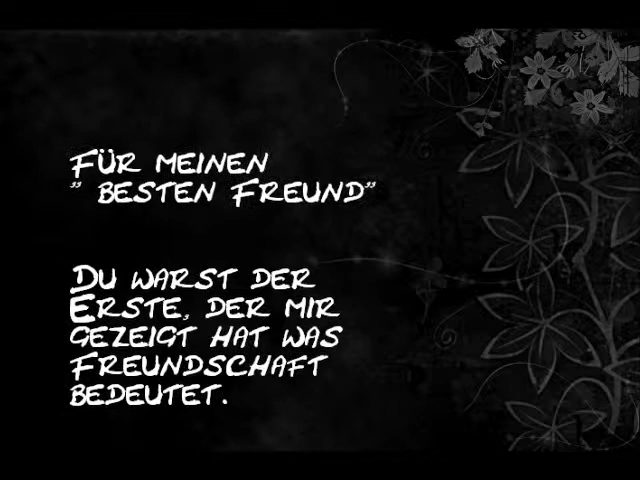 Für meinen
" besten Freund"
Du warst der
Erste, der mir
gezeigt hat was
Freundschaft
bedeutet.